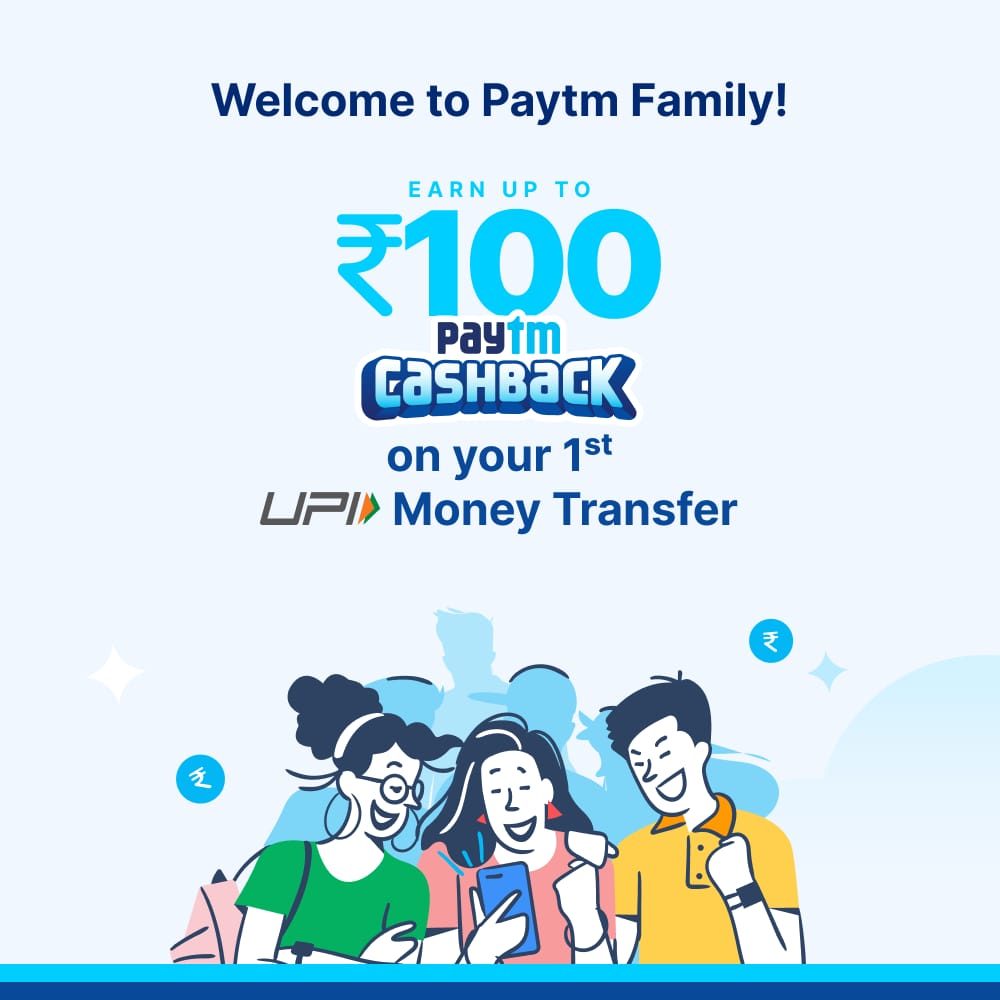 Welcome to Paytm Family!
EARN UP TO
₹100
paytm
CASHBACK
on your 1st
UPI Money Transfer
₹
₹